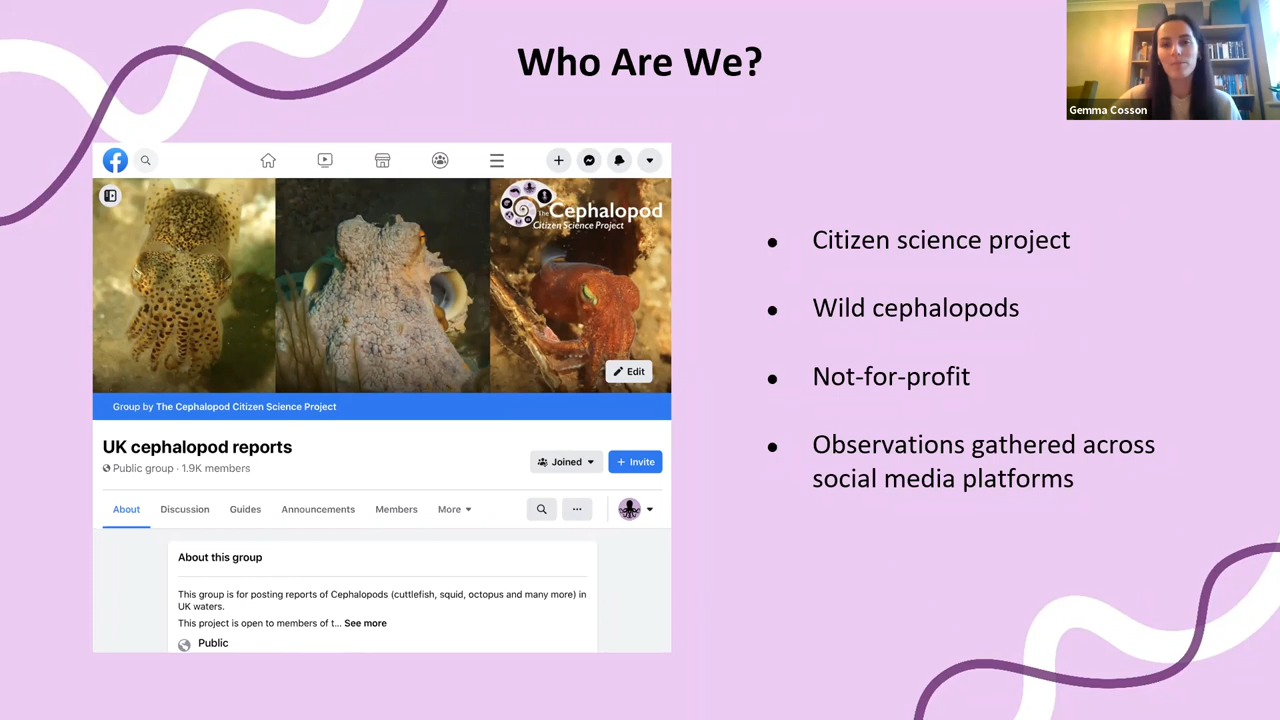 Who Are We?
Gemma Cosson
The Cephalopod
Citizen Science Project
Edit
Group by The Cephalopod Citizen Science Project
UK cephalopod reports
Public group · 1.9K members
Joined
+ Invite
About
Discussion
Guides
Announcements
Members
More
About this group
This group is for posting reports of Cephalopods (cuttlefish, squid, octopus and many more) in
UK waters.
This project is open to members of t... See more
Public
● Citizen science project
● Wild cephalopods
● Not-for-profit
● Observations gathered across
social media platforms